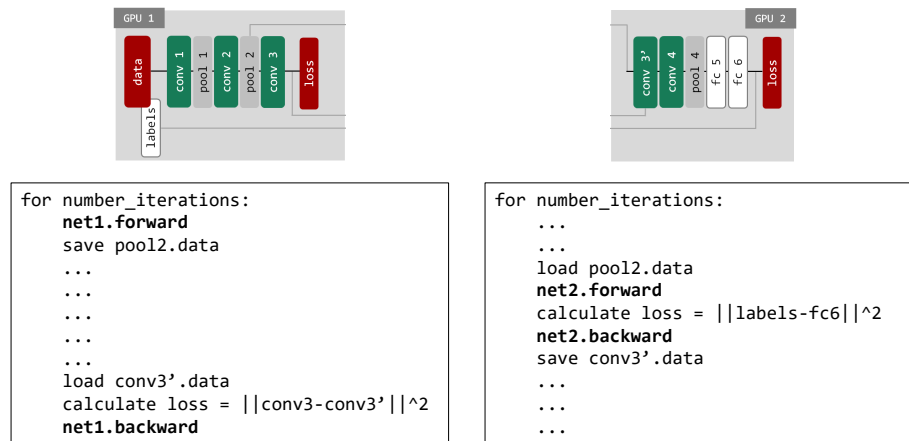 GPU 1
data
labels
conv 1
pool 1
conv 2
pool 2
conv 3
loss
GPU 2
conv 3’
conv 4
pool 4
fc 5
fc 6
loss
for number_iterations:
net1.forward
save pool2.data
...
...
...
...
...
load conv3’.data
calculate loss = ||conv3-conv3’||^2
net1.backward
for number_iterations:
...
...
load pool2.data
net2.forward
calculate loss = ||labels-fc6||^2
net2.backward
save conv3’.data
...
...
...